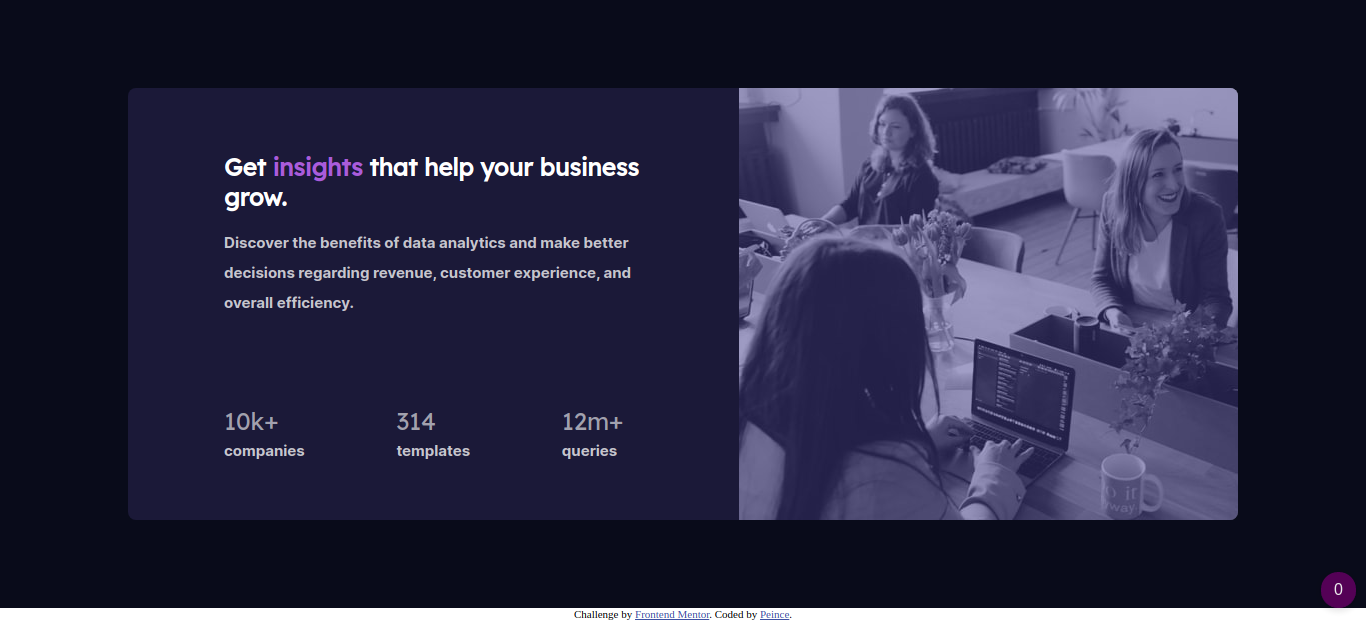 Get insights that help your business
grow.
Discover the benefits of data analytics and make better
decisions regarding revenue, customer experience, and
overall efficiency.
10k+ 314 12m+
companies templates queries
0
Challenge by Frontend Mentor. Coded by Peince.